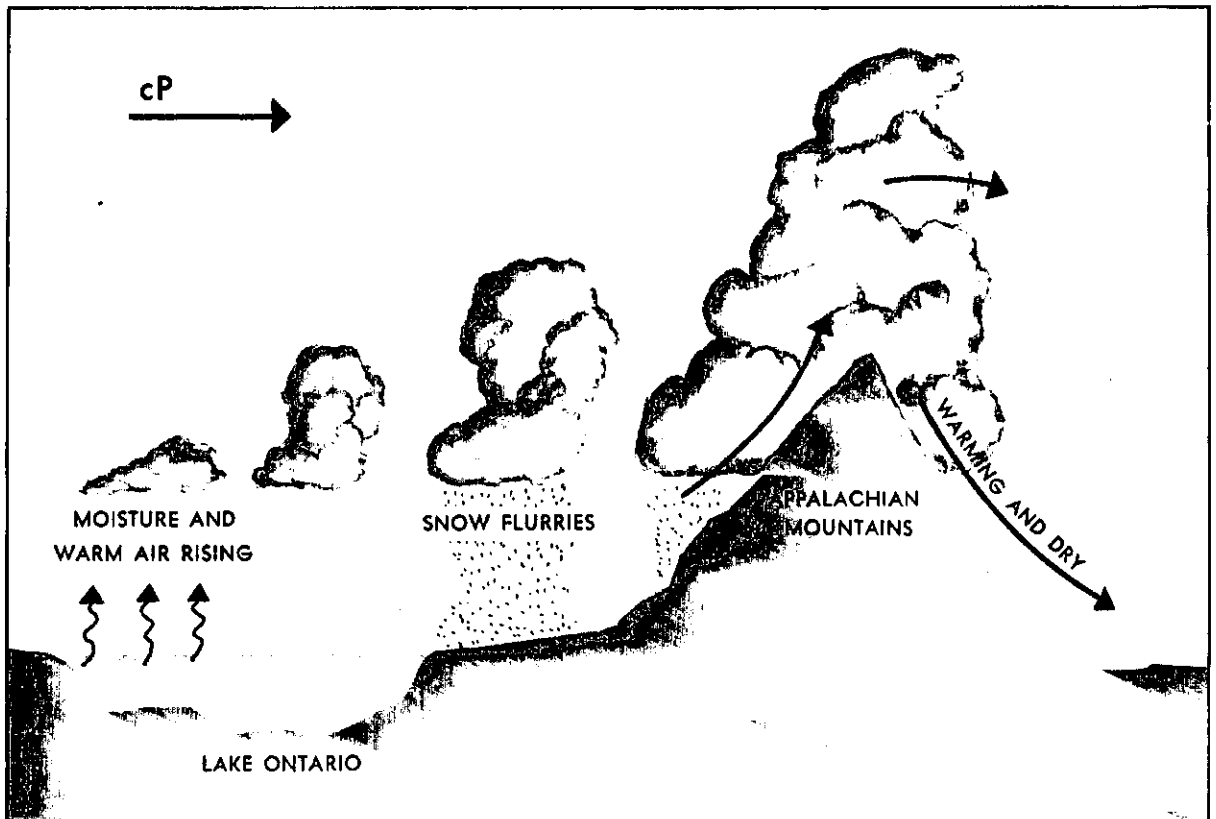 cP
MOISTURE AND
WARM AIR RISING
SNOW FLURRIES
APPALACHIAN
MOUNTAINS
WARMING AND DRY
LAKE ONTARIO